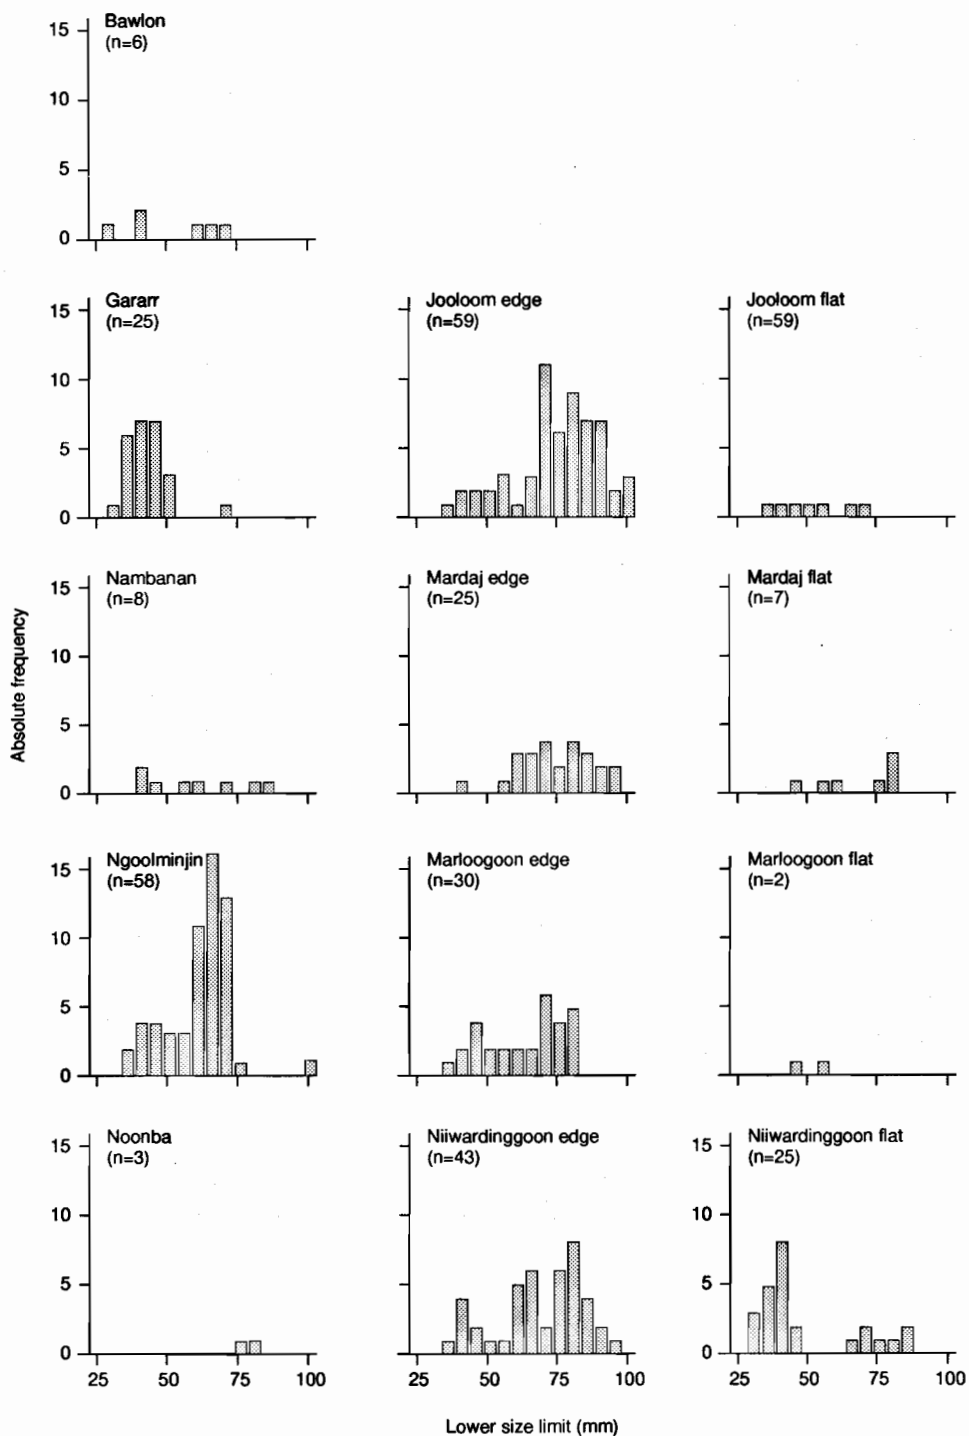 Bawlon
(n=6)
15
10
5
0
Gararr
(n=25)
15
10
5
0
Jooloom edge
(n=59)
Jooloom flat
(n=59)
Nambanan
(n=8)
15
10
5
0
Mardaj edge
(n=25)
Mardaj flat
(n=7)
Absolute frequency
Ngoolminjin
(n=58)
15
10
5
0
Marloogoon edge
(n=30)
Marloogoon flat
(n=2)
Noonba
(n=3)
15
10
5
0
25 50 75 100
Niiwardinggoon edge
(n=43)
25 50 75 100
Niiwardinggoon flat
(n=25)
15
10
5
0
25 50 75 100
Lower size limit (mm)